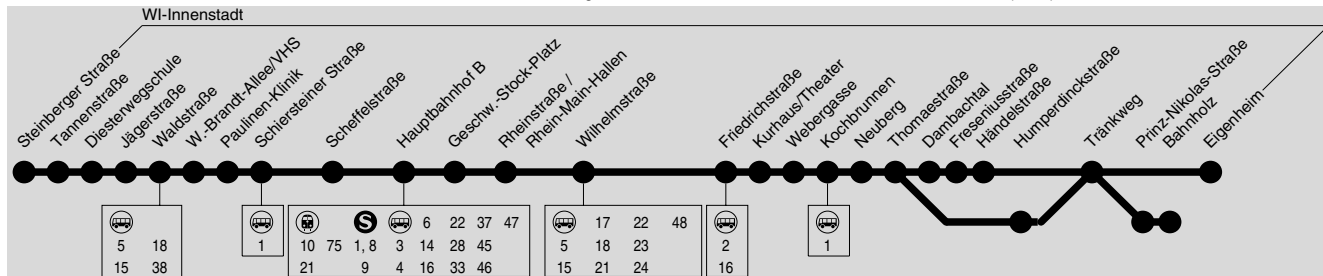 WI-Innenstadt
Steinberger Straße
Tannenstraße
Diesterwegschule
Jägerstraße
Waldstraße
W.-Brandt-Allee/VHS
Paulinen-Klinik
Schiersteiner Straße
Scheffelstraße
Hauptbahnhof B
Geschw.-Stock-Platz
Rheinstraße /
Rhein-Main-Hallen
Wilhelmstraße
Friedrichstraße
Kurhaus/Theater
Webergasse
Kochbrunnen
Neuberg
Thomaestraße
Dambachtal
Freseniusstraße
Händelstraße
Humperdinckstraße
Tränkweg
Prinz-Nikolas-Straße
Bahnholz
Eigenheim
5 18
15 38
1
S 6 22 37 47
10 75 1, 8 3 14 28 45
21 9 4 16 33 46
17 22 48
5 18 23
15 21 24
2
16
1